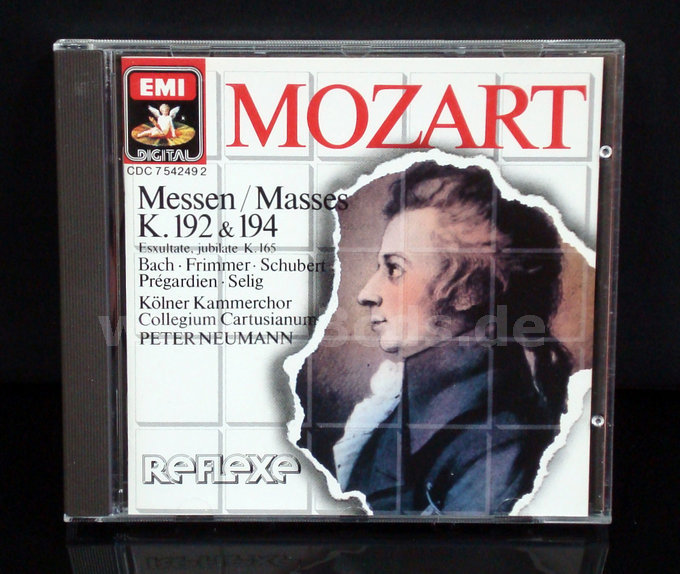 EMI
DIGITAL
CDC 7 54249 2
MOZART
Messen / Masses
K. 192 & 194
Esxultate, jubilate K. 165
Bach · Frimmer · Schubert
Prégardien · Selig
Kölner Kammerchor
Collegium Cartusianum
PETER NEUMANN
REFLEXE